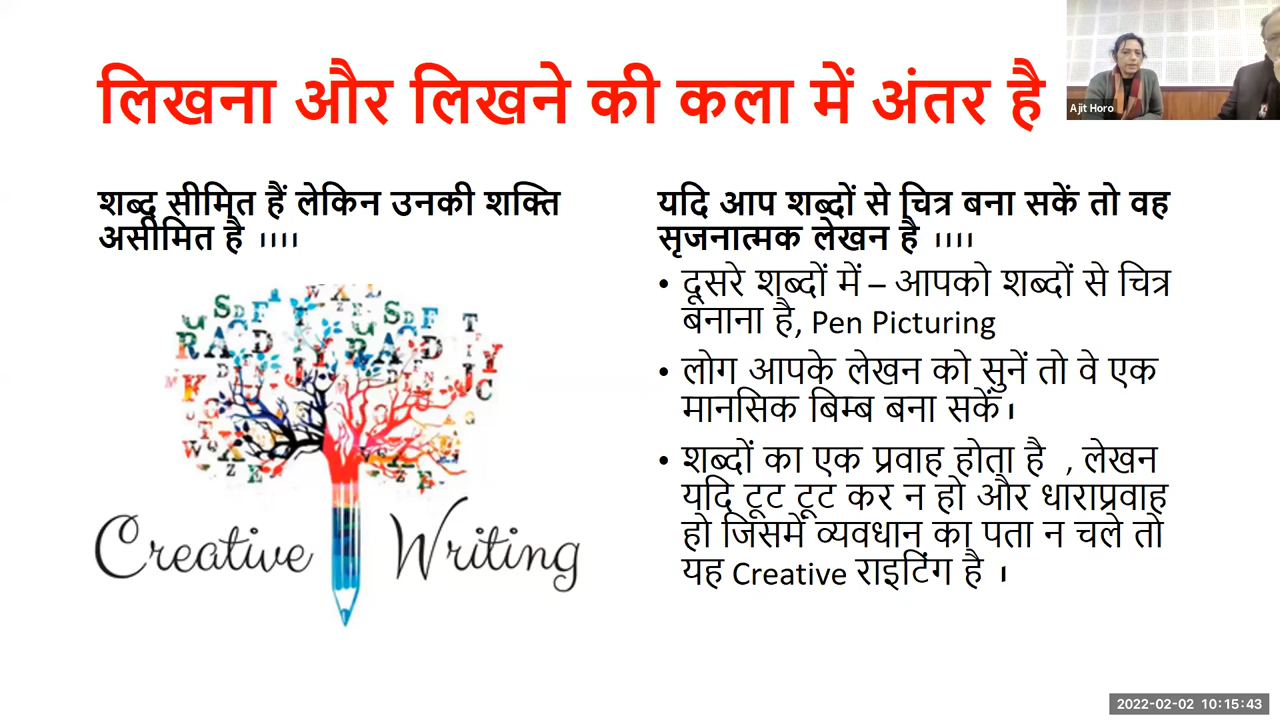 लिखना और लिखने की कला में अंतर है
Ajit Horo
शब्द सीमित हैं लेकिन उनकी शक्ति
असीमित है ।।।।
Creative Writing
यदि आप शब्दों से चित्र बना सकें तो वह
सृजनात्मक लेखन है ।।।।
• दूसरे शब्दों में – आपको शब्दों से चित्र
बनाना है, Pen Picturing
• लोग आपके लेखन को सुनें तो वे एक
मानसिक बिम्ब बना सकें।
• शब्दों का एक प्रवाह होता है , लेखन
यदि टूट टूट कर न हो और धाराप्रवाह
हो जिसमें व्यवधान का पता न चले तो
यह Creative राइटिंग है ।
2022-02-02 10:15:43